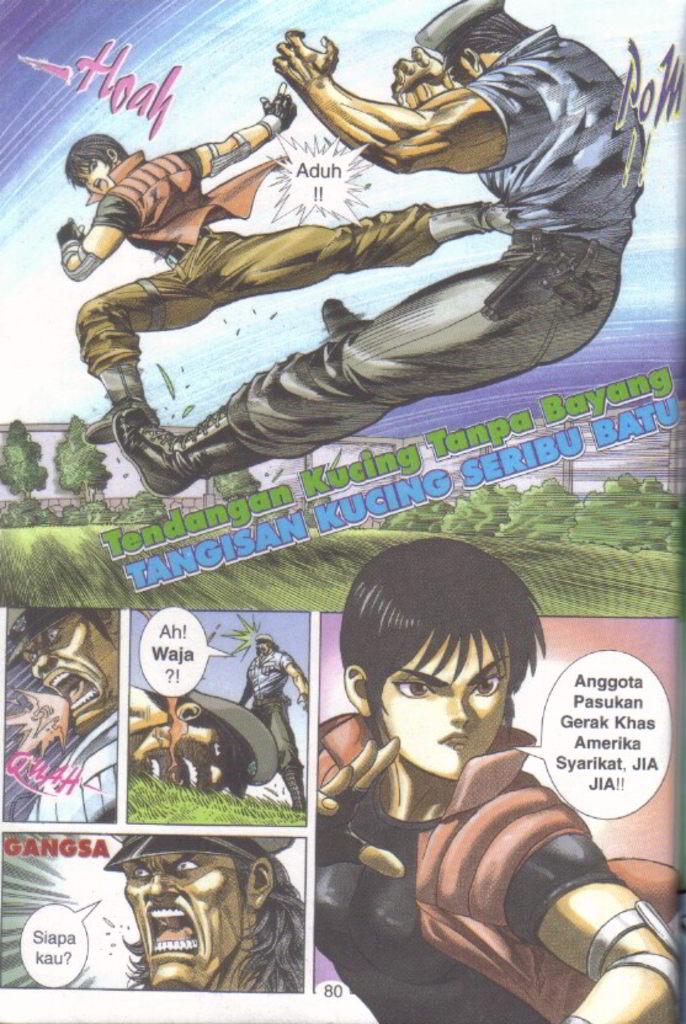 Hoah
POM
Aduh
!!
Tendangan Kucing Tanpa Bayang
TANGISAN KUCING SERIBU BATU
Ah!
Waja
?!
Anggota
Pasukan
Gerak Khas
Amerika
Syarikat, JIA
JIA!!
GANGSA
Siapa
kau?
80